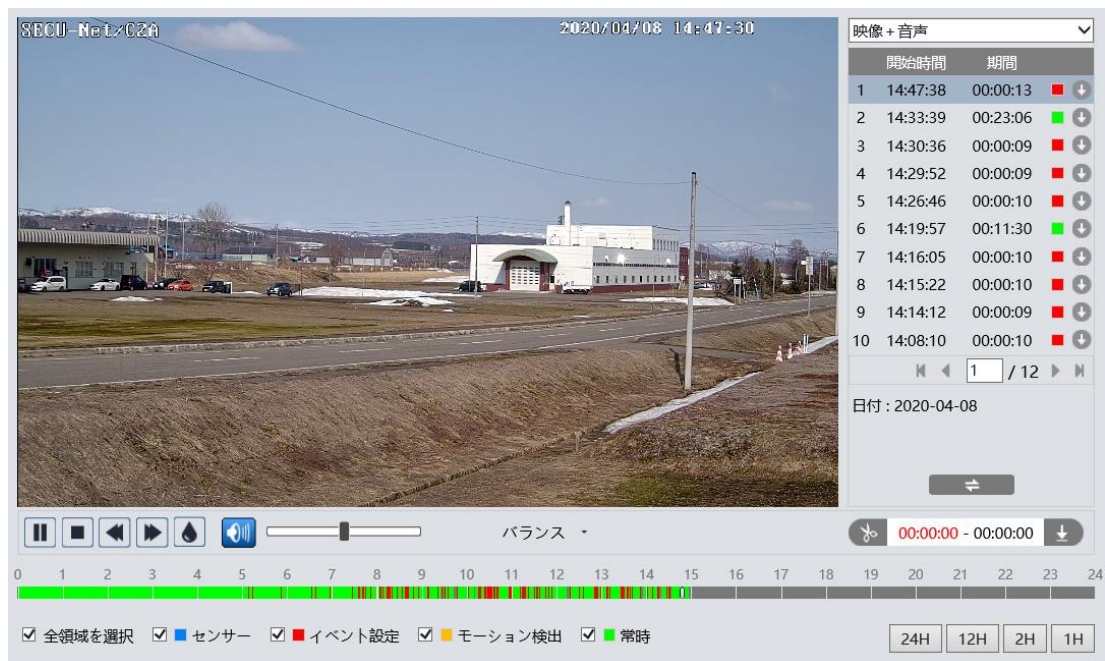 SECU-Net/CZA 2020/04/08 14:47:30
映像+音声
開始時間 期間
1 14:47:38 00:00:13
2 14:33:39 00:23:06
3 14:30:36 00:00:09
4 14:29:52 00:00:09
5 14:26:46 00:00:10
6 14:19:57 00:11:30
7 14:16:05 00:00:10
8 14:15:22 00:00:10
9 14:14:12 00:00:09
10 14:08:10 00:00:10
1 / 12
日付 : 2020-04-08
バランス
00:00:00 - 00:00:00
0 1 2 3 4 5 6 7 8 9 10 11 12 13 14 15 16 17 18 19 20 21 22 23 24
全領域を選択 センサー イベント設定 モーション検出 常時
24H 12H 2H 1H